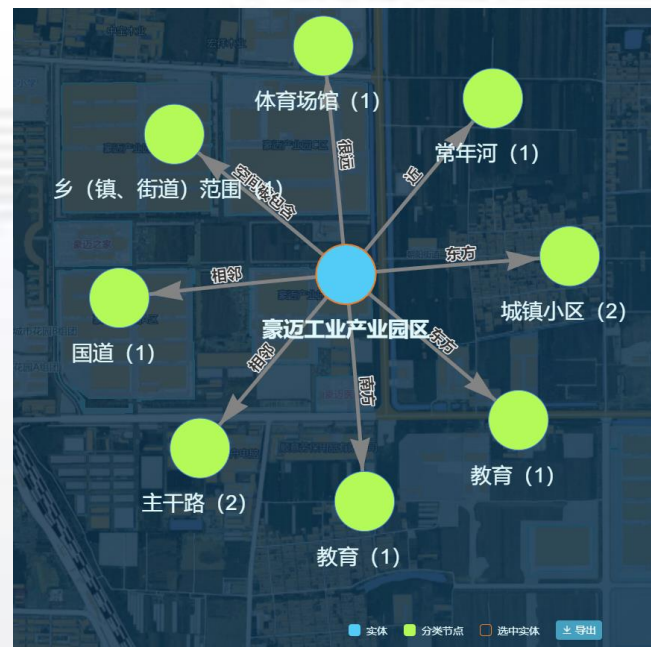 体育场馆（1）
很远
常年河（1）
近
乡（镇、街道）范围
空间被包含
东方
相邻
城镇小区（2）
豪迈工业产业园区
东方
国道（1）
相邻
南方
教育（1）
主干路（2）
教育（1）
实体
分类节点
选中实体
导出